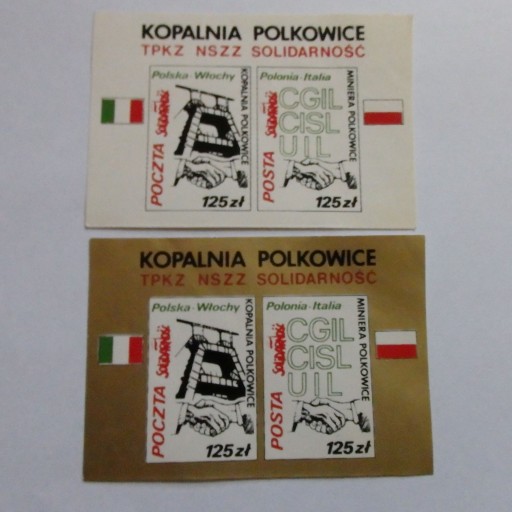 KOPALNIA POLKOWICE
TPKZ NSZZ SOLIDARNOŚĆ
Polska-Włochy
POCZTA SOLIDARNOŚĆ
KOPALNIA POLKOWICE
125 zł
Polonia-Italia
POSTA SOLIDARNOŚĆ
CGIL
CISL
UIL
MINIERA POLKOWICE
125 zł
KOPALNIA POLKOWICE
TPKZ NSZZ SOLIDARNOŚĆ
Polska-Włochy
POCZTA SOLIDARNOŚĆ
KOPALNIA POLKOWICE
125 zł
Polonia-Italia
POSTA SOLIDARNOŚĆ
CGIL
CISL
UIL
MINIERA POLKOWICE
125 zł